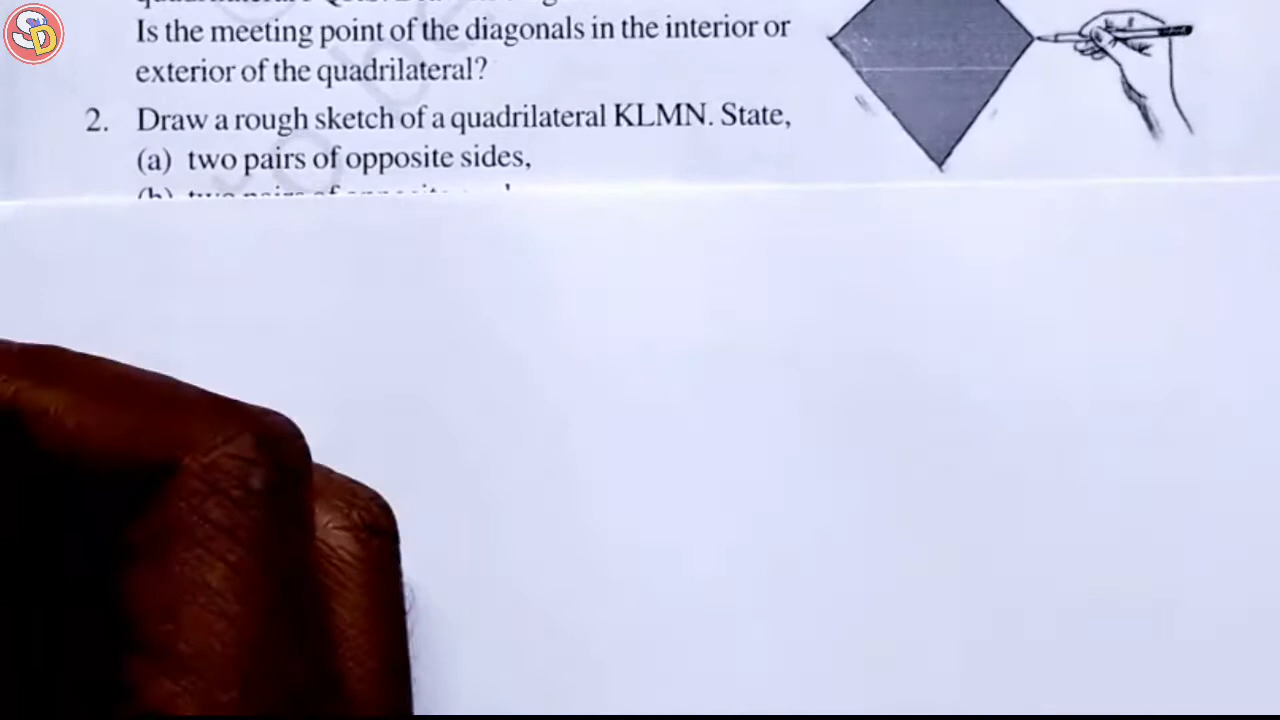 SD
Is the meeting point of the diagonals in the interior or
exterior of the quadrilateral?
2. Draw a rough sketch of a quadrilateral KLMN. State,
(a) two pairs of opposite sides,